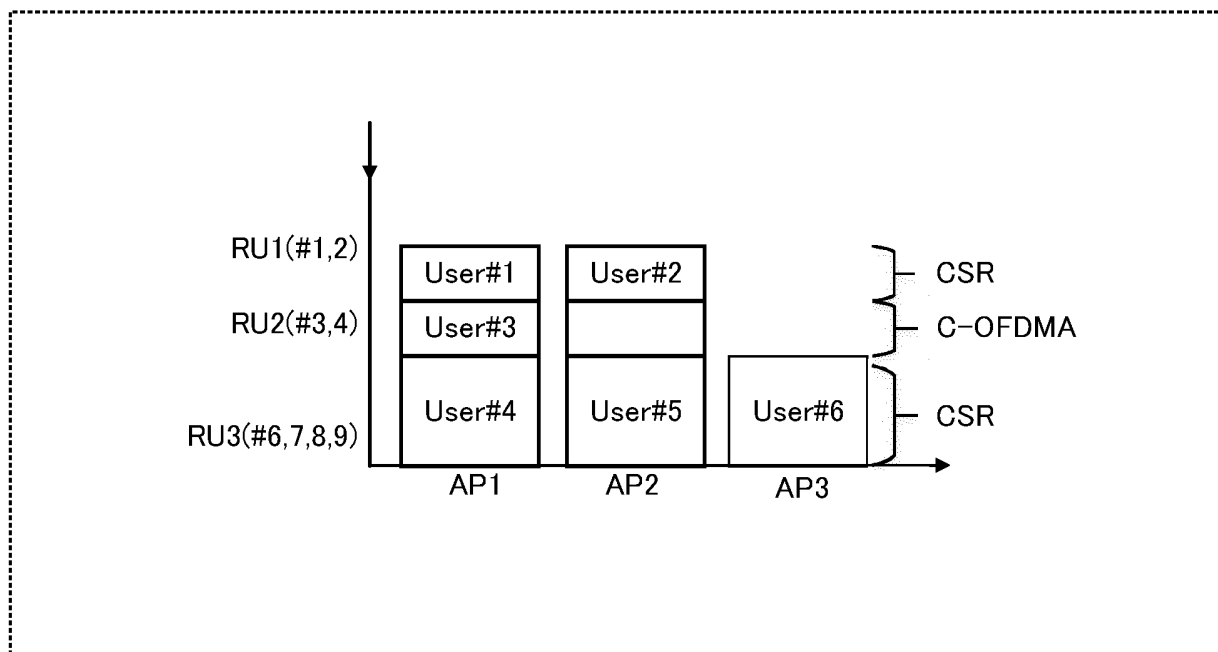 RU1(#1,2) User#1 User#2 CSR
RU2(#3,4) User#3 C-OFDMA
User#4 User#5 User#6 CSR
RU3(#6,7,8,9)
AP1 AP2 AP3